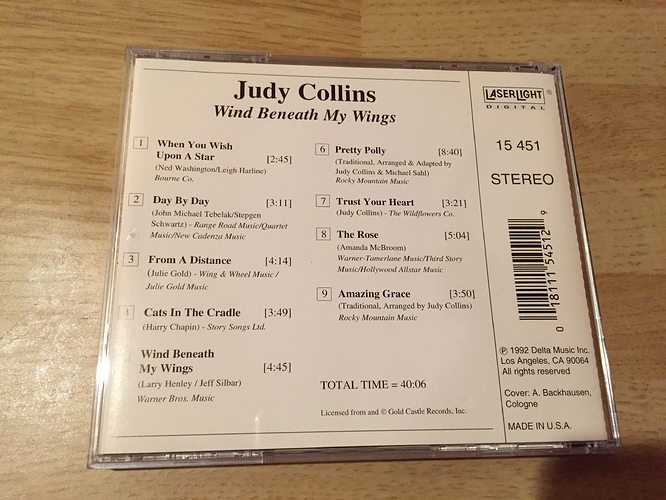 Judy Collins
Wind Beneath My Wings
1 When You Wish
Upon A Star [2:45]
(Ned Washington/Leigh Harline)
Bourne Co.
2 Day By Day [3:11]
(John Michael Tebelak/Stepgen
Schwartz) - Range Road Music/Quartet
Music/New Cadenza Music
3 From A Distance [4:14]
(Julie Gold) - Wing & Wheel Music /
Julie Gold Music
4 Cats In The Cradle [3:49]
(Harry Chapin) - Story Songs Ltd.
Wind Beneath
My Wings [4:45]
(Larry Henley / Jeff Silbar)
Warner Bros. Music
6 Pretty Polly [8:40]
(Traditional, Arranged & Adapted by
Judy Collins & Michael Sahl)
Rocky Mountain Music
7 Trust Your Heart [3:21]
(Judy Collins) - The Wildflowers Co.
8 The Rose [5:04]
(Amanda McBroom)
Warner-Tamerlane Music/Third Story
Music/Hollywood Allstar Music
9 Amazing Grace [3:50]
(Traditional, Arranged by Judy Collins)
Rocky Mountain Music
TOTAL TIME = 40:06
Licensed from and © Gold Castle Records, Inc.
LASERLIGHT ®
DIGITAL
15 451
STEREO
0 18111 54512 9
℗ 1992 Delta Music Inc.
Los Angeles, CA 90064
All rights reserved
Cover: A. Backhausen,
Cologne
MADE IN U.S.A.